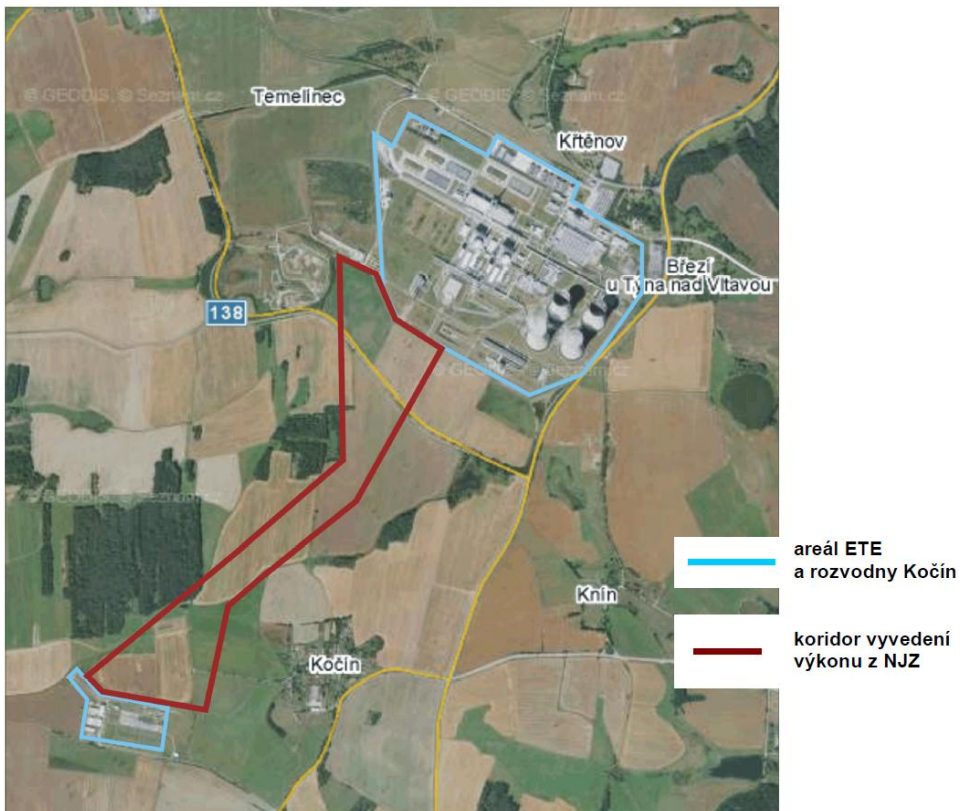 © GEODIS, © Seznam.cz
© GEODIS, © Seznam.cz
Temelínec
Křtěnov
Březí
u Týna nad Vltavou
138
© GEODIS, © Seznam.cz
areál ETE
a rozvodny Kočín
Knín
koridor vyvedení
výkonu z NJZ
Kočín